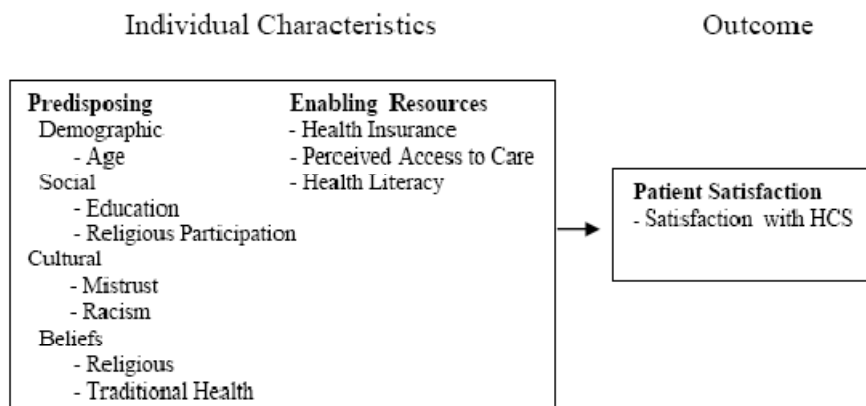 Individual Characteristics
Outcome
Predisposing
Demographic
- Age
Social
- Education
- Religious Participation
Cultural
- Mistrust
- Racism
Beliefs
- Religious
- Traditional Health
Enabling Resources
- Health Insurance
- Perceived Access to Care
- Health Literacy
Patient Satisfaction
- Satisfaction with HCS